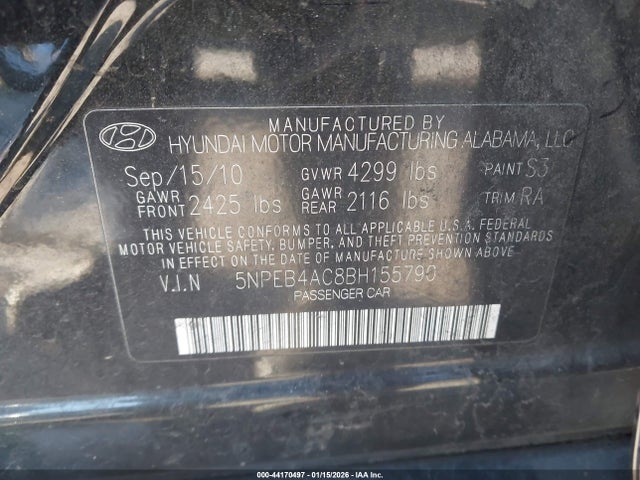 MANUFACTURED BY
HYUNDAI MOTOR MANUFACTURING ALABAMA, LLC
Sep/15/10 GVWR 4299 lbs PAINT S3
GAWR FRONT 2425 lbs GAWR REAR 2116 lbs TRIM RA
THIS VEHICLE CONFORMS TO ALL APPLICABLE U.S.A. FEDERAL
MOTOR VEHICLE SAFETY, BUMPER, AND THEFT PREVENTION
STANDARDS IN EFFECT ON THE DATE OF MANUFACTURE SHOWN ABOVE.
V.I.N 5NPEB4AC8BH155790
PASSENGER CAR
000-44170497 - 01/15/2026 - IAA Inc.